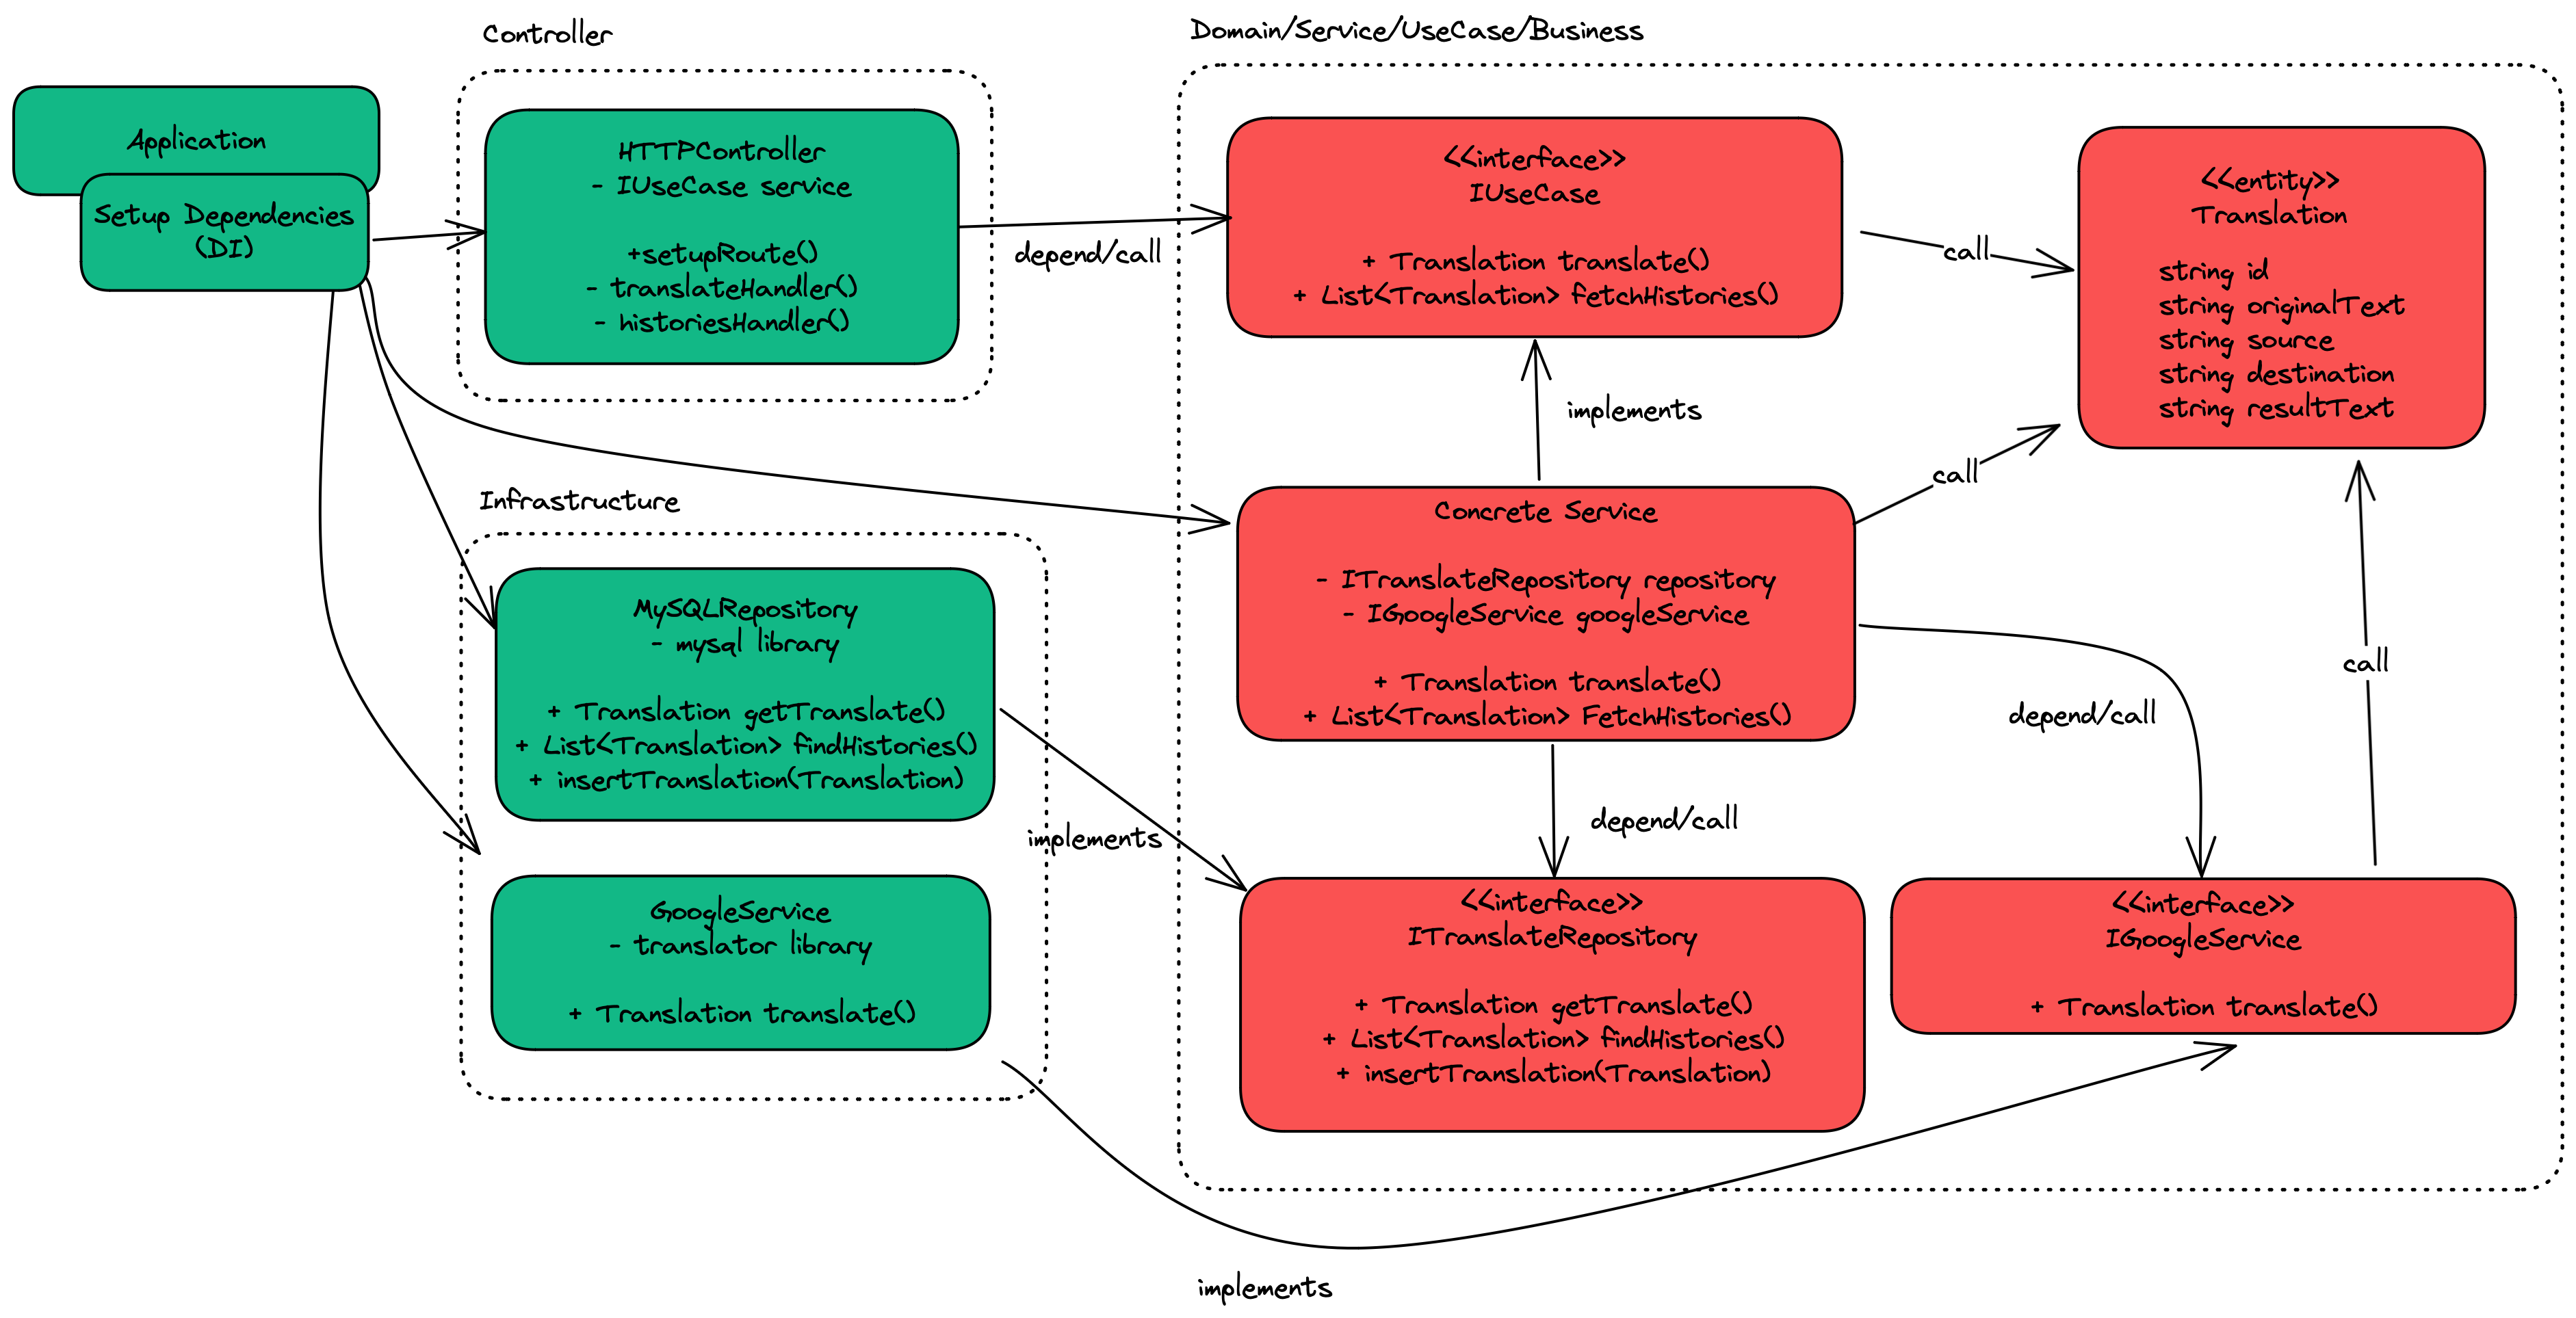 Controller
Domain/Service/UseCase/Business
Application
Setup Dependencies
(DI)
HTTPController
- IUseCase service
+setupRoute()
- translateHandler()
- historiesHandler()
depend/call
<<interface>>
IUseCase
+ Translation translate()
+ List<Translation> fetchHistories()
call
<<entity>>
Translation
string id
string originalText
string source
string destination
string resultText
implements
call
Infrastructure
MySQLRepository
- mysql library
+ Translation getTranslate()
+ List<Translation> findHistories()
+ insertTranslation(Translation)
Concrete Service
- ITranslateRepository repository
- IGoogleService googleService
+ Translation translate()
+ List<Translation> FetchHistories()
depend/call
call
implements
depend/call
GoogleService
- translator library
+ Translation translate()
<<interface>>
ITranslateRepository
+ Translation getTranslate()
+ List<Translation> findHistories()
+ insertTranslation(Translation)
<<interface>>
IGoogleService
+ Translation translate()
implements